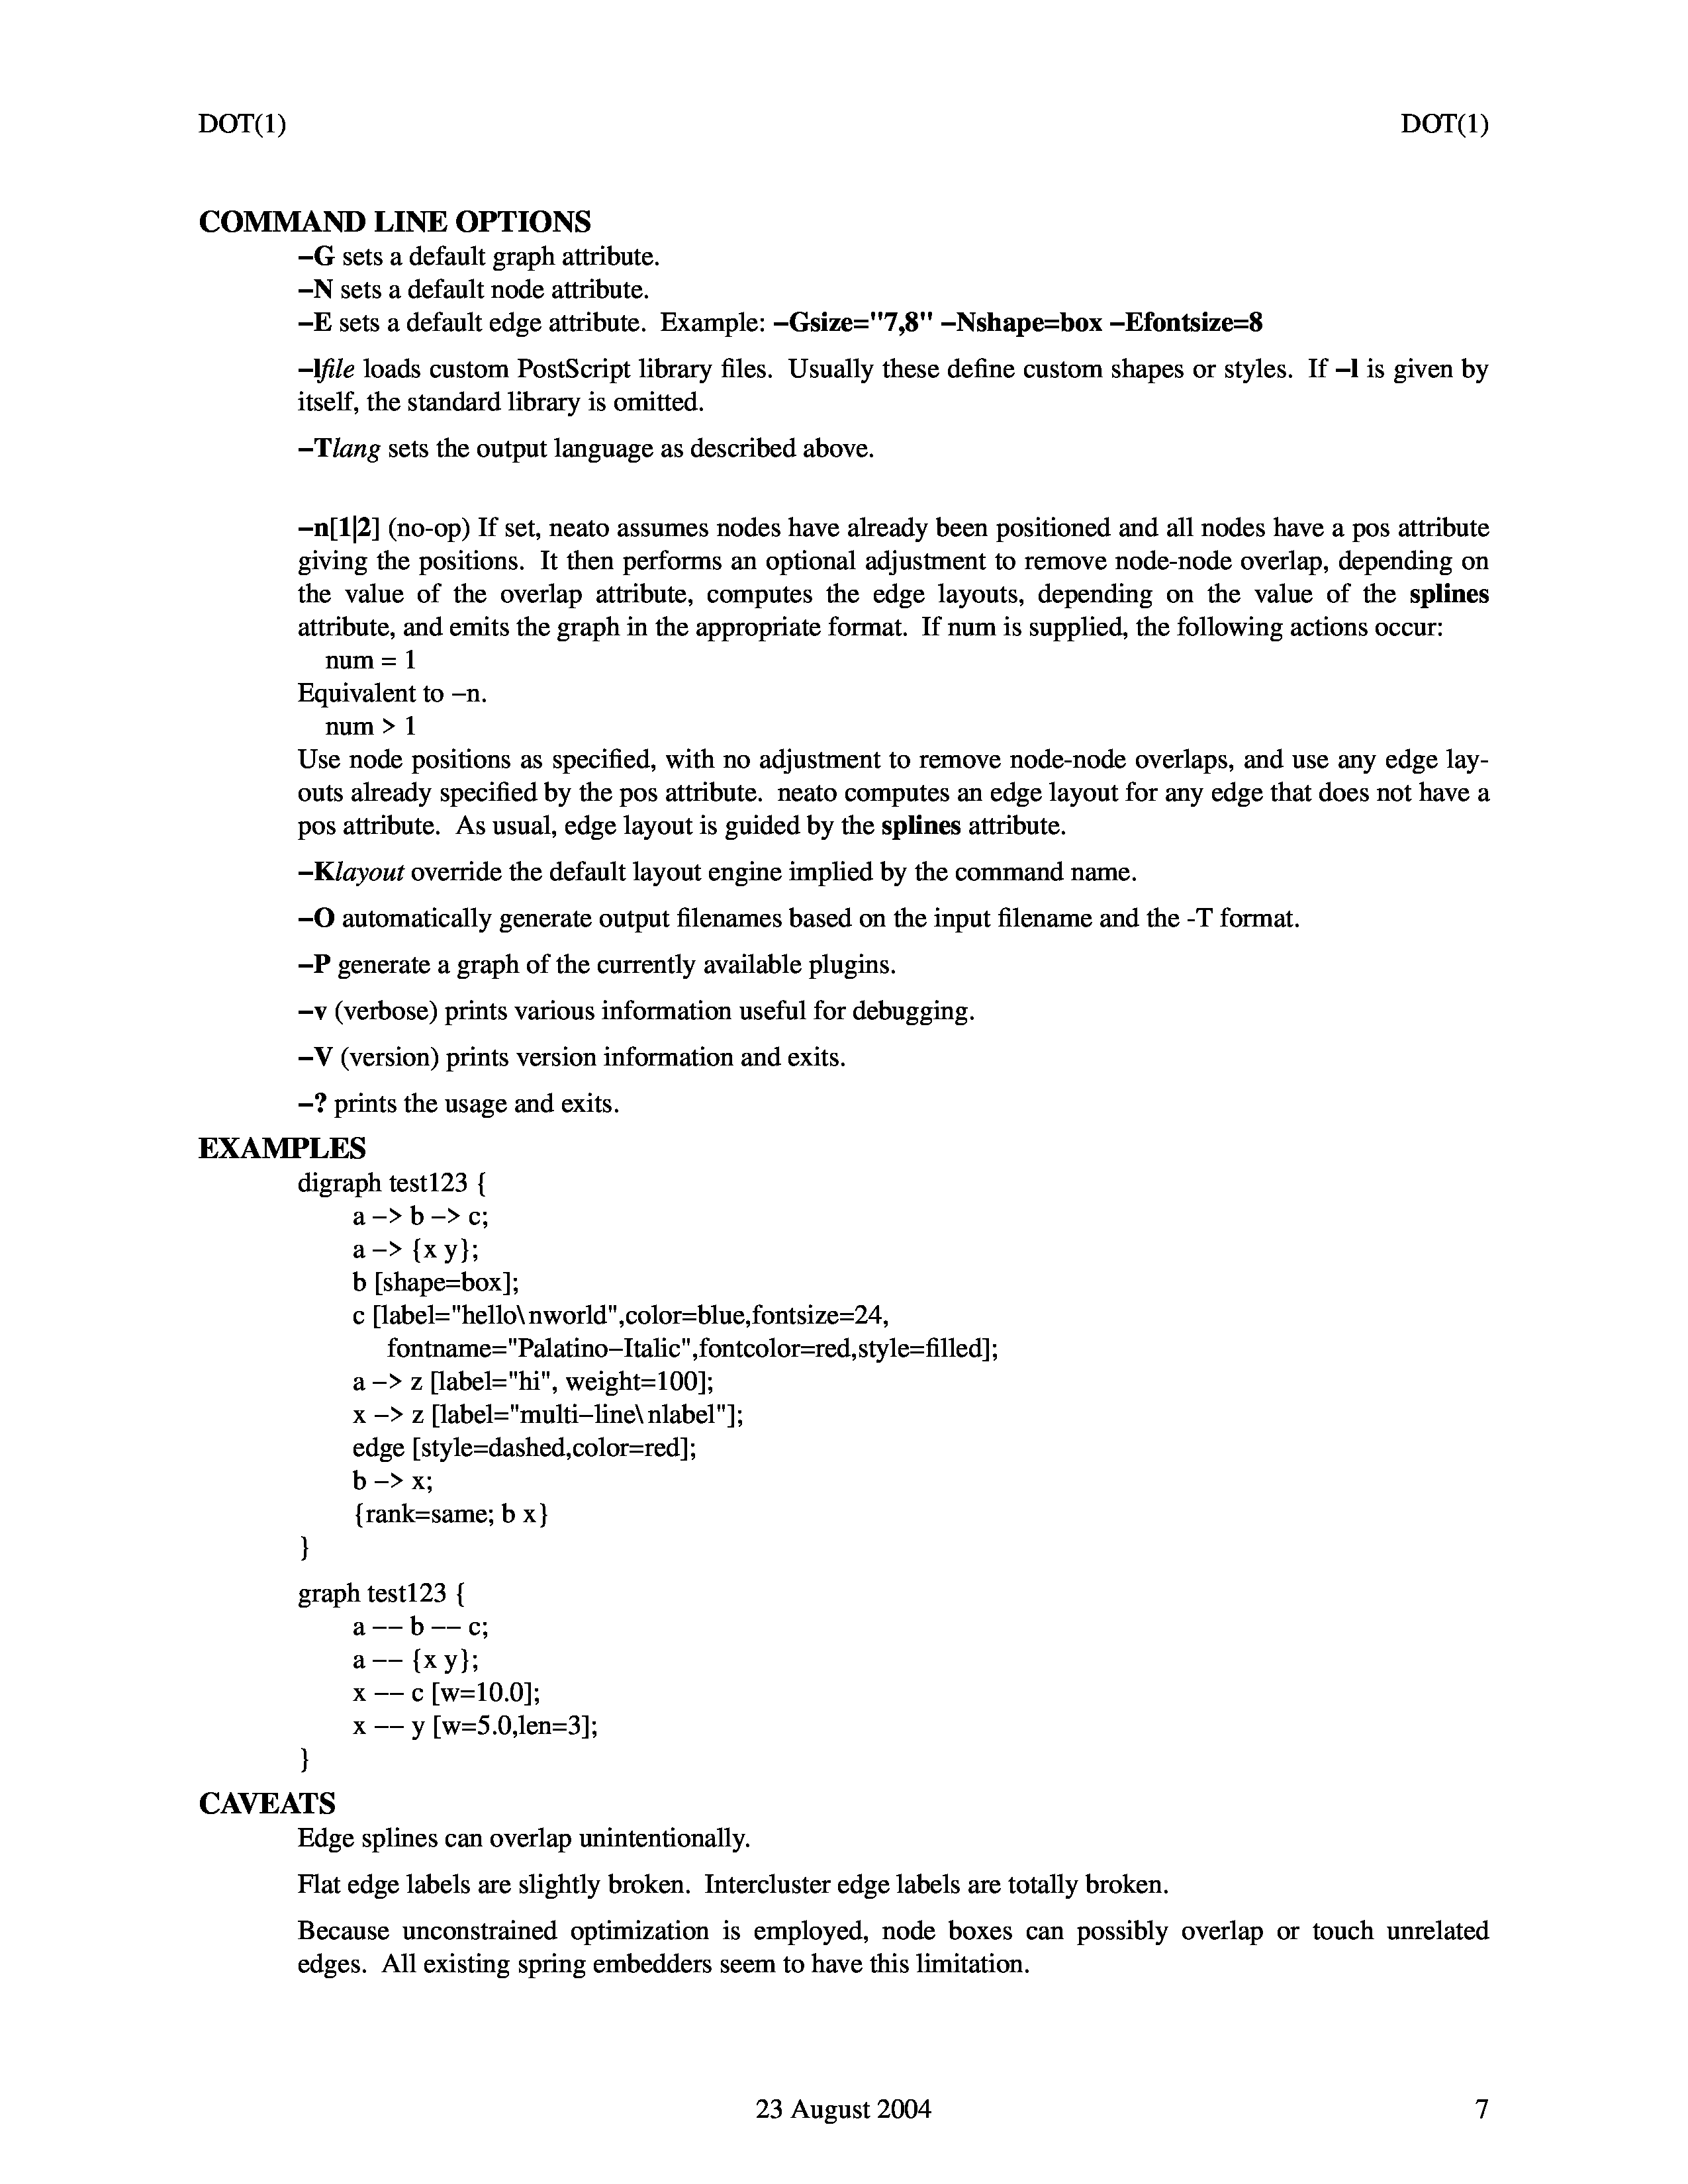 DOT(1) DOT(1)
COMMAND LINE OPTIONS
–G sets a default graph attribute.
–N sets a default node attribute.
–E sets a default edge attribute. Example: –Gsize="7,8" –Nshape=box –Efontsize=8
–lfile loads custom PostScript library files. Usually these define custom shapes or styles. If –l is given by
itself, the standard library is omitted.
–Tlang sets the output language as described above.
–n[1|2] (no-op) If set, neato assumes nodes have already been positioned and all nodes have a pos attribute
giving the positions. It then performs an optional adjustment to remove node-node overlap, depending on
the value of the overlap attribute, computes the edge layouts, depending on the value of the splines
attribute, and emits the graph in the appropriate format. If num is supplied, the following actions occur:
num = 1
Equivalent to –n.
num > 1
Use node positions as specified, with no adjustment to remove node-node overlaps, and use any edge lay-
outs already specified by the pos attribute. neato computes an edge layout for any edge that does not have a
pos attribute. As usual, edge layout is guided by the splines attribute.
–Klayout override the default layout engine implied by the command name.
–O automatically generate output filenames based on the input filename and the -T format.
–P generate a graph of the currently available plugins.
–v (verbose) prints various information useful for debugging.
–V (version) prints version information and exits.
–? prints the usage and exits.
EXAMPLES
digraph test123 {
a –> b –> c;
a –> {x y};
b [shape=box];
c [label="hello\nworld",color=blue,fontsize=24,
fontname="Palatino–Italic",fontcolor=red,style=filled];
a –> z [label="hi", weight=100];
x –> z [label="multi–line\nlabel"];
edge [style=dashed,color=red];
b –> x;
{rank=same; b x}
}
graph test123 {
a –– b –– c;
a –– {x y};
x –– c [w=10.0];
x –– y [w=5.0,len=3];
}
CAVEATS
Edge splines can overlap unintentionally.
Flat edge labels are slightly broken. Intercluster edge labels are totally broken.
Because unconstrained optimization is employed, node boxes can possibly overlap or touch unrelated
edges. All existing spring embedders seem to have this limitation.
23 August 2004 7